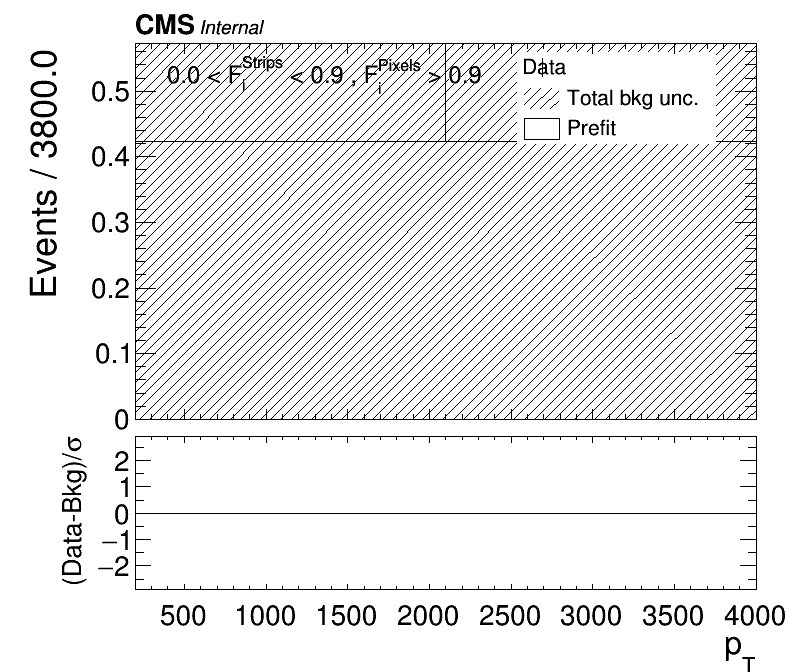 CMS Internal
0.0 < F_i^Strips < 0.9 , F_i^Pixels > 0.9
Data
Total bkg unc.
Prefit
Events / 3800.0
0.5
0.4
0.3
0.2
0.1
0
(Data-Bkg)/σ
2
1
0
−1
−2
500 1000 1500 2000 2500 3000 3500 4000
p_T